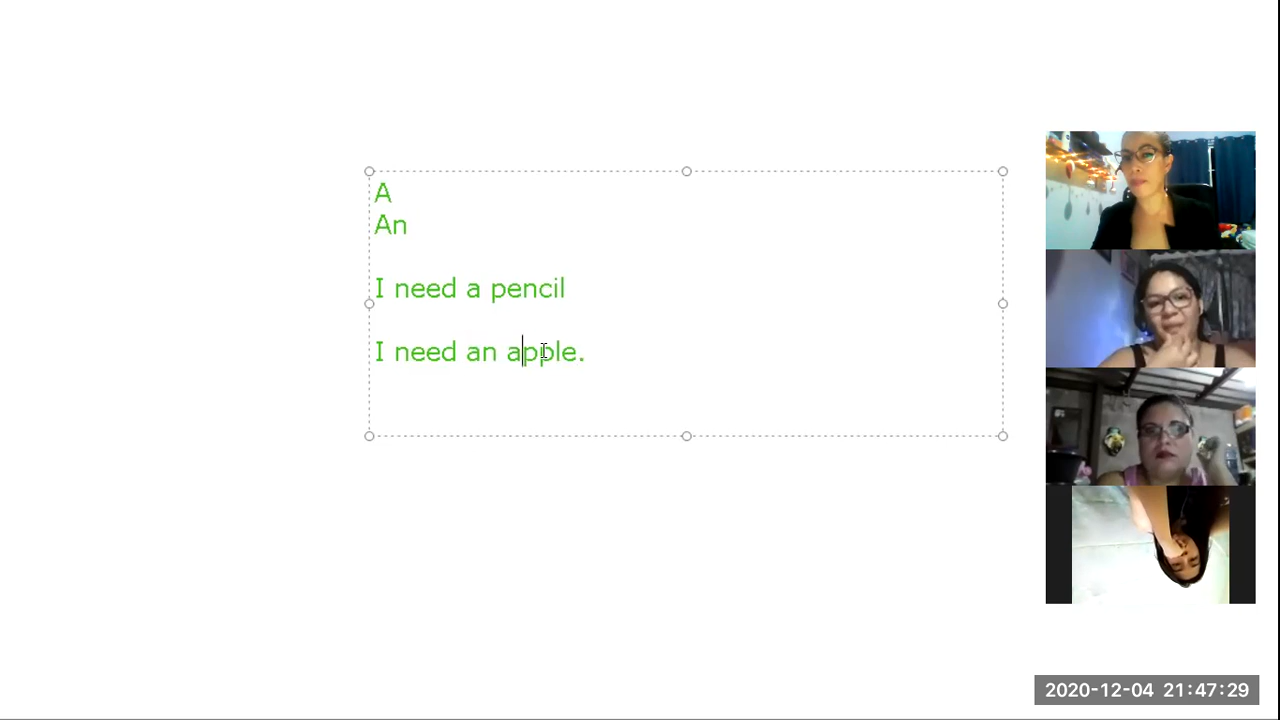 A
An
I need a pencil
I need an apple.
2020-12-04 21:47:29